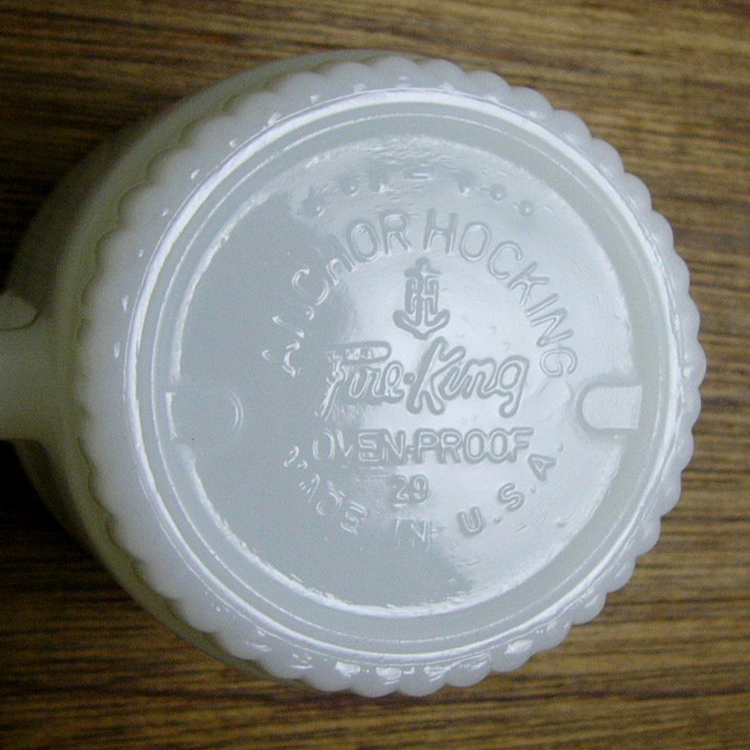 ANCHOR HOCKING
Fire-King
OVEN-PROOF
29
MADE IN U.S.A.